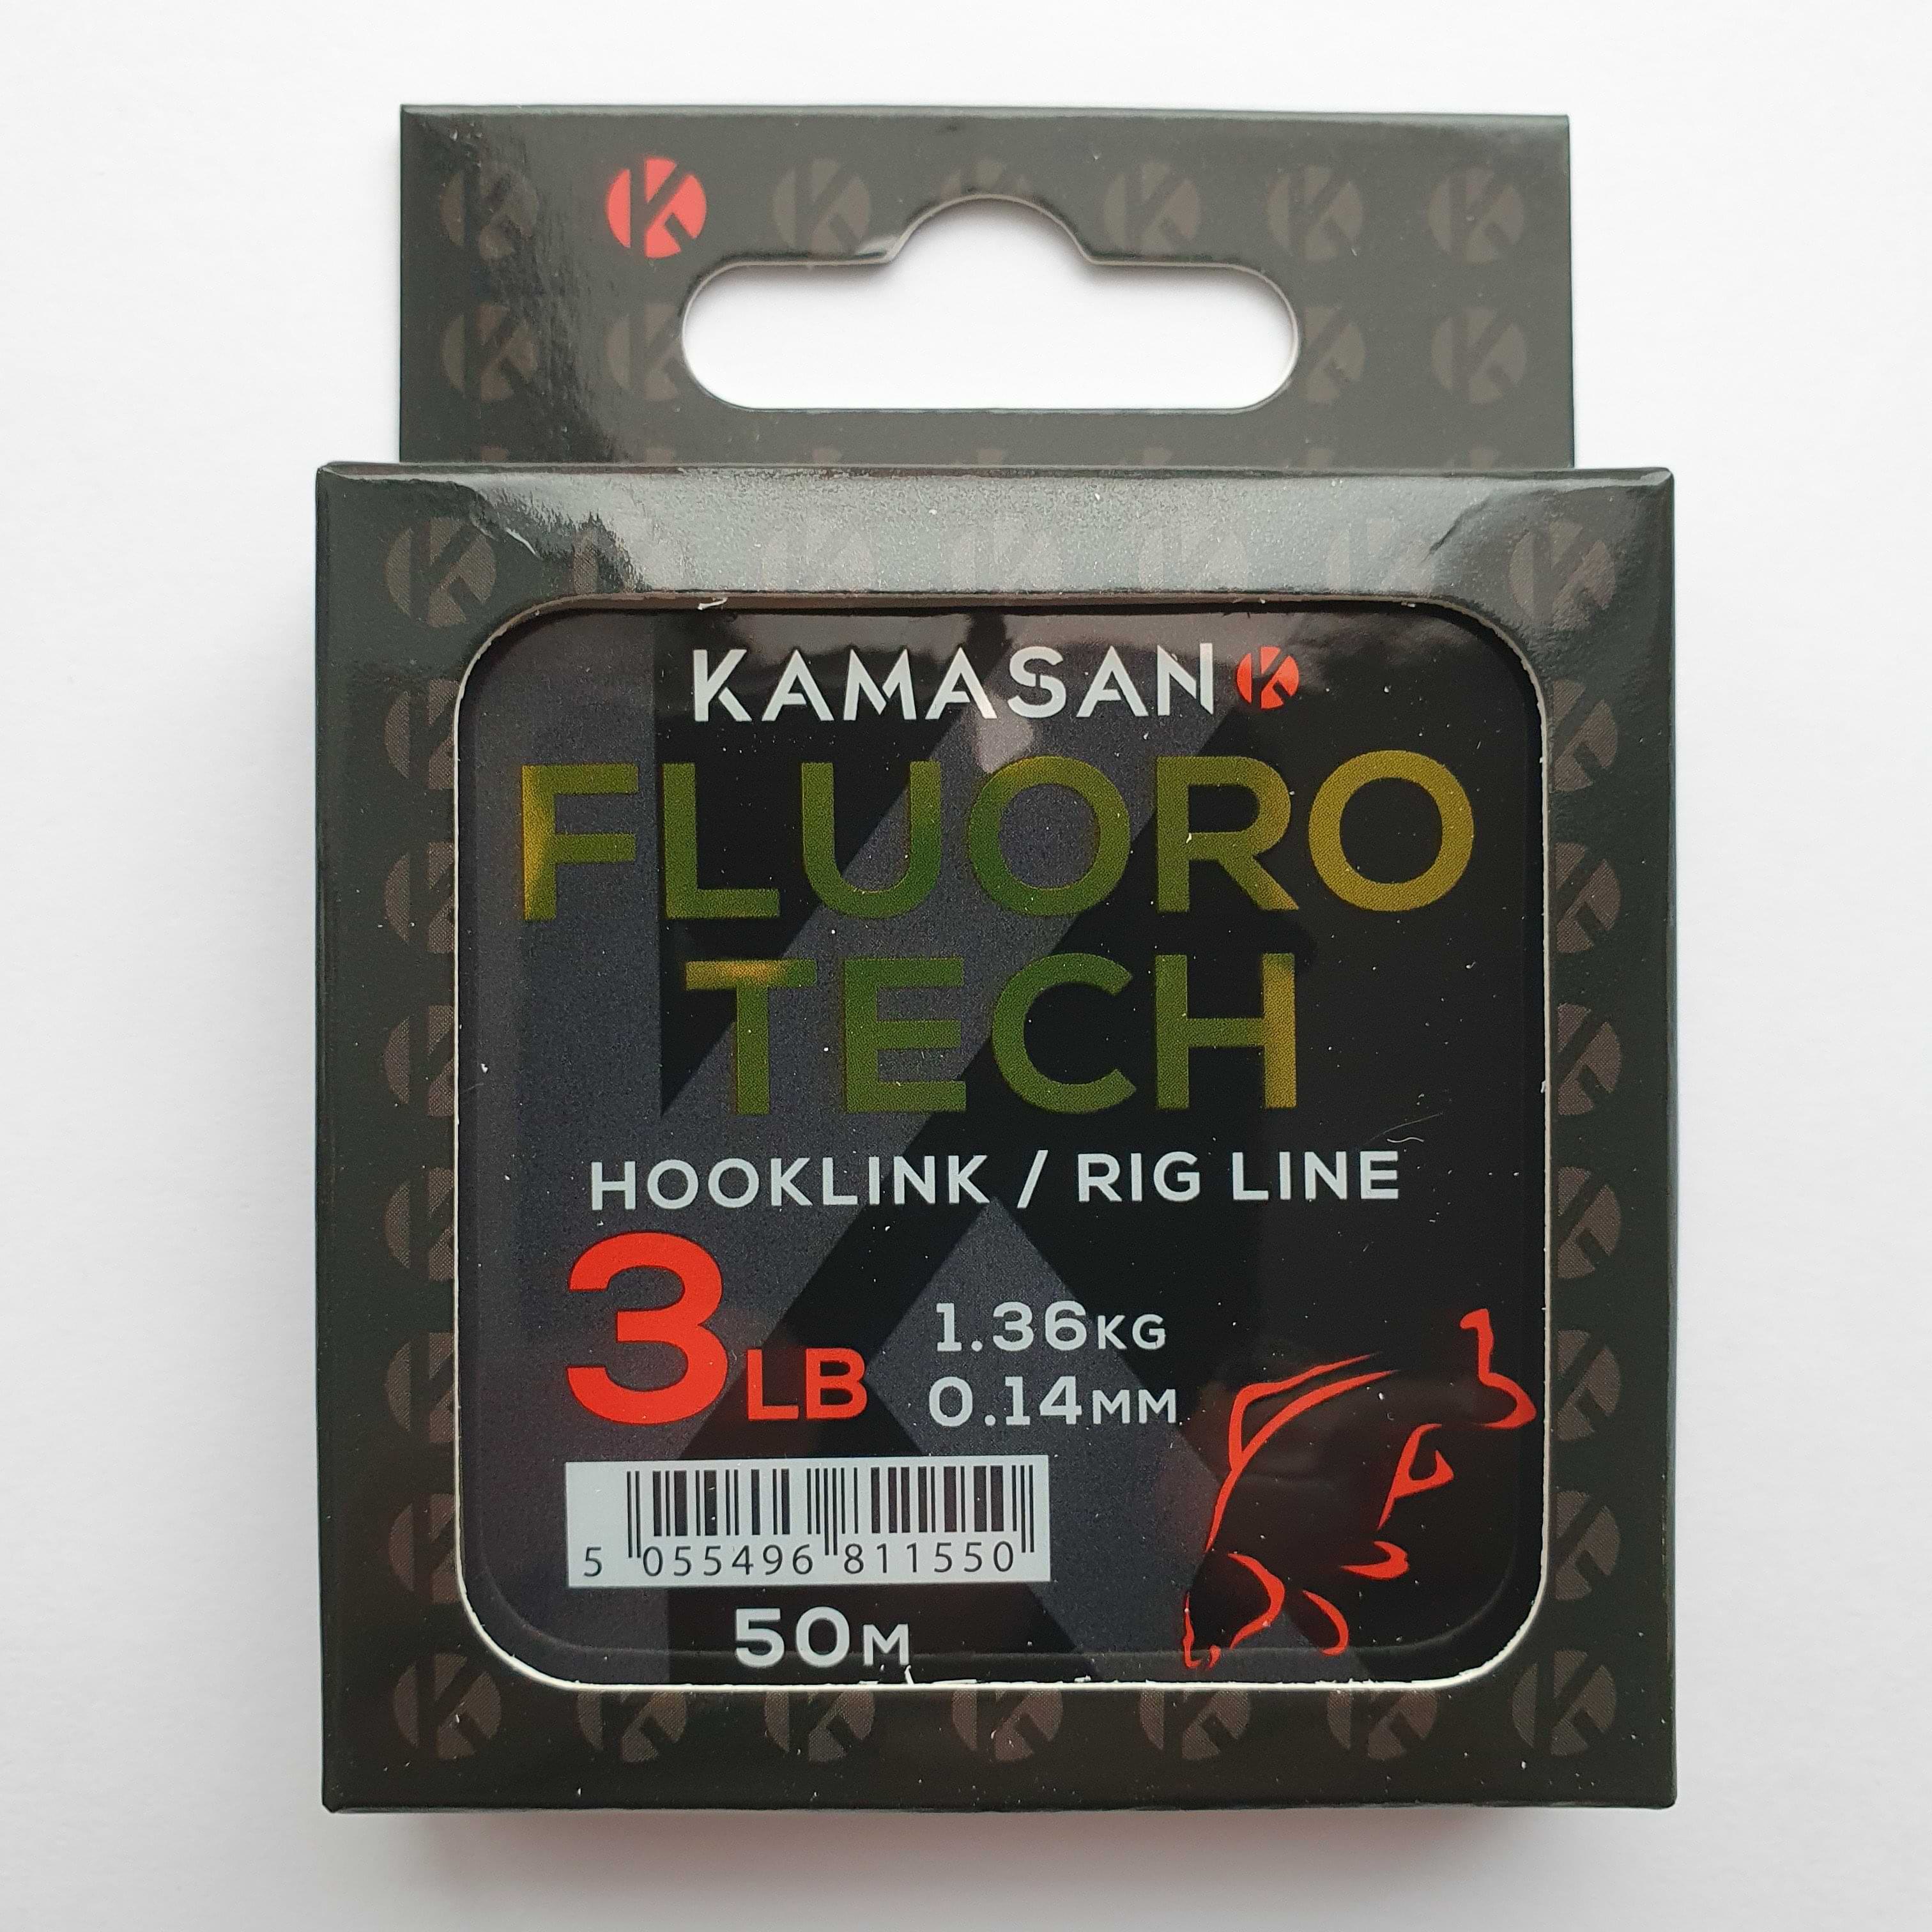 KAMASAN
FLUORO
TECH
HOOKLINK / RIG LINE
3LB
1.36KG
0.14MM
5 055496 811550
50M